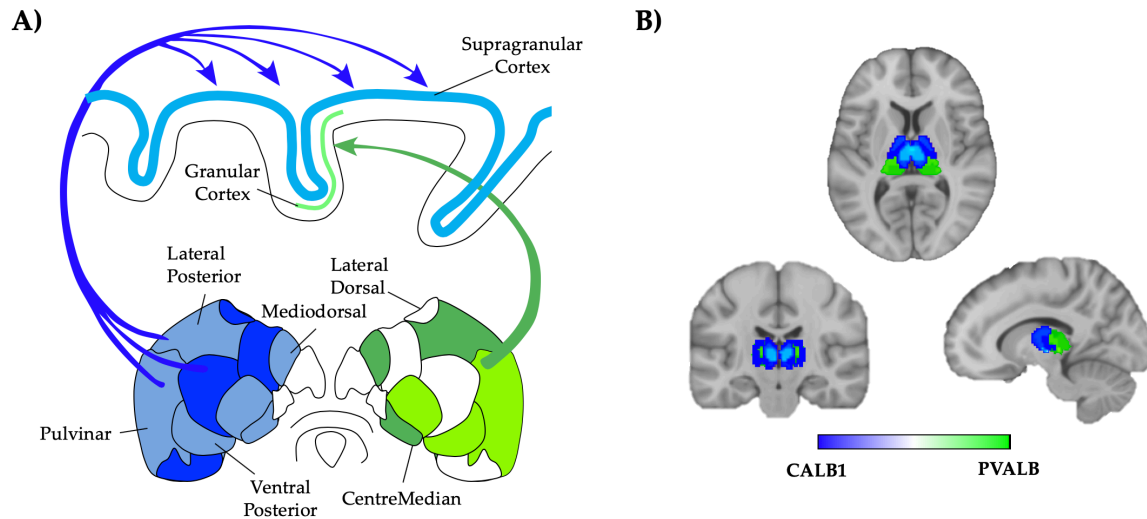 A)
B)
Supragranular
Cortex
Granular
Cortex
Lateral
Posterior
Lateral
Dorsal
Mediodorsal
Pulvinar
Ventral
Posterior
CentreMedian
CALB1
PVALB